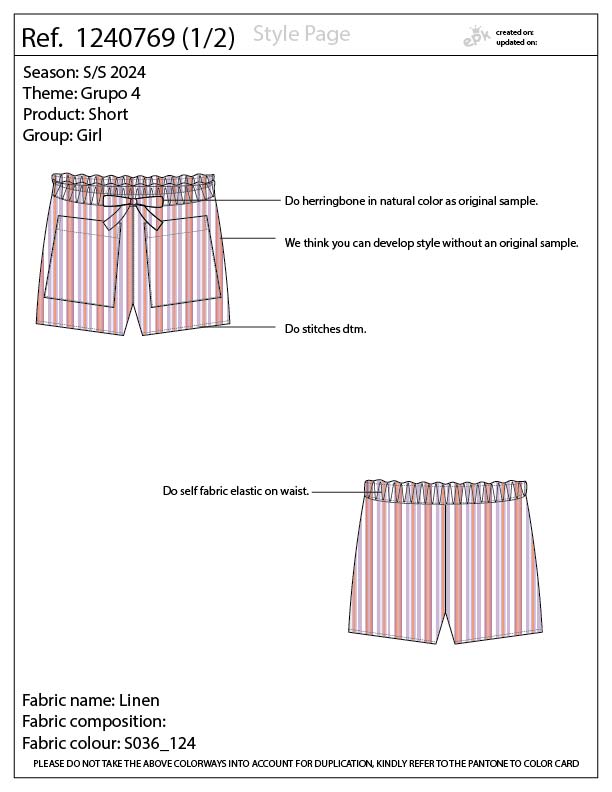 Ref. 1240769 (1/2)
Style Page
epk
created on:
updated on:
Season: S/S 2024
Theme: Grupo 4
Product: Short
Group: Girl
Do herringbone in natural color as original sample.
We think you can develop style without an original sample.
Do stitches dtm.
Do self fabric elastic on waist.
Fabric name: Linen
Fabric composition:
Fabric colour: S036_124
PLEASE DO NOT TAKE THE ABOVE COLORWAYS INTO ACCOUNT FOR DUPLICATION, KINDLY REFER TO THE PANTONE TO COLOR CARD